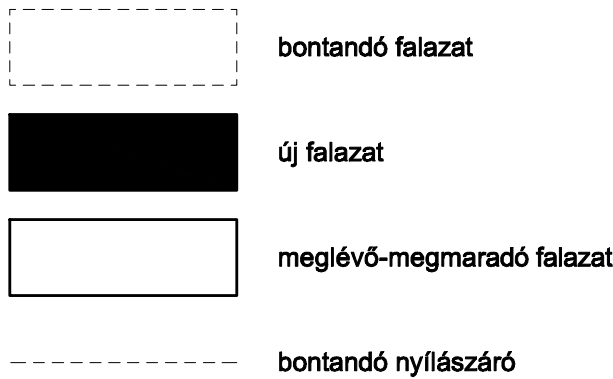 bontandó falazat
új falazat
meglévő-megmaradó falazat
bontandó nyílászáró